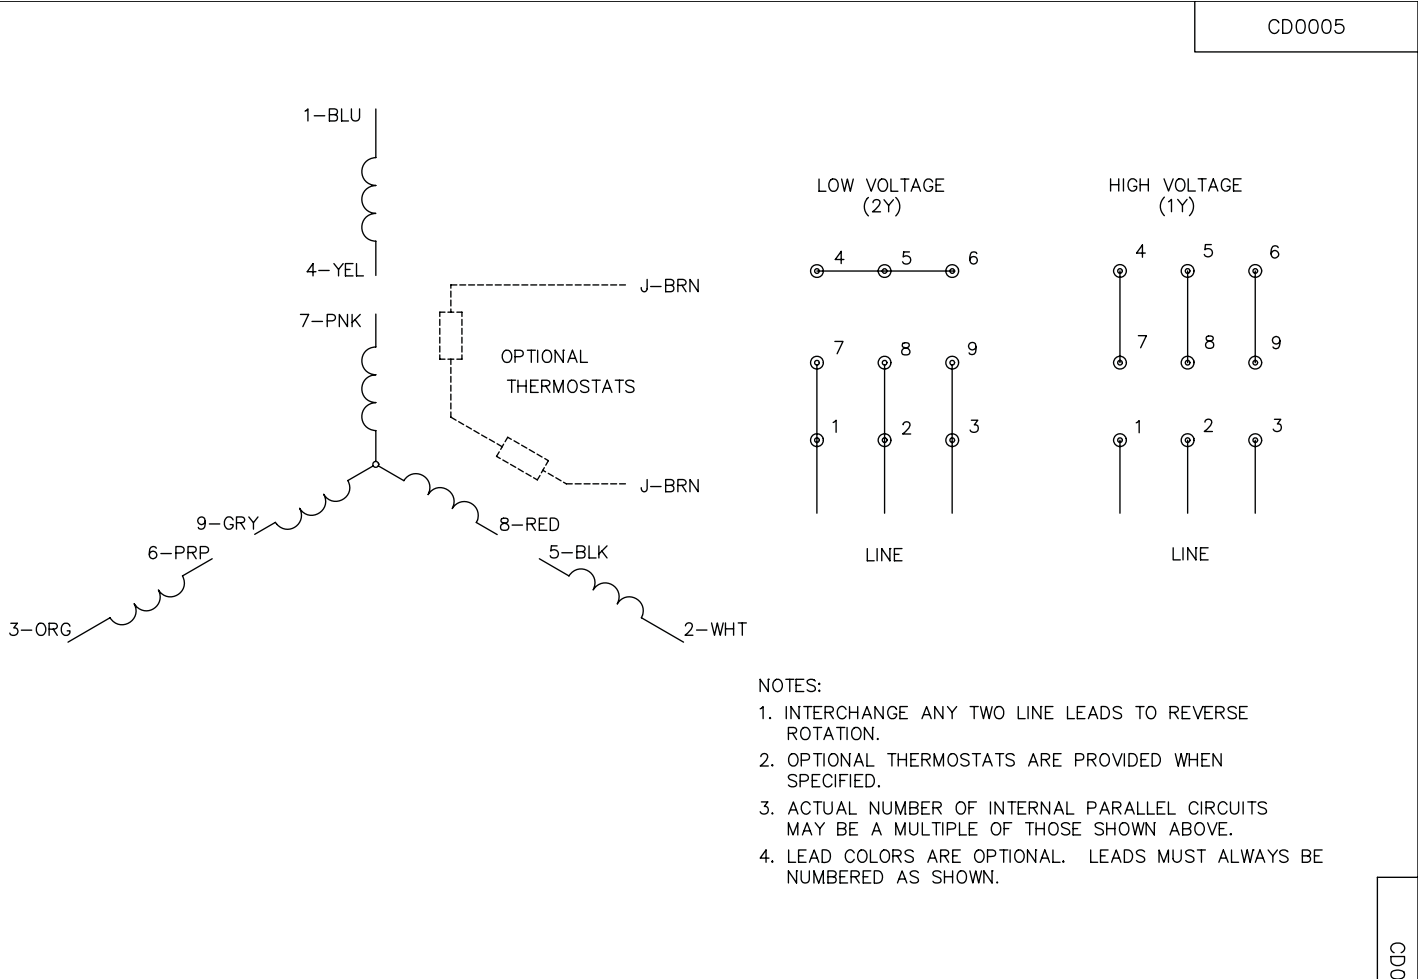 CD0005
1-BLU
4-YEL
7-PNK
J-BRN
OPTIONAL
THERMOSTATS
J-BRN
9-GRY
8-RED
6-PRP
5-BLK
3-ORG
2-WHT
LOW VOLTAGE
(2Y)
4 5 6
7 8 9
1 2 3
LINE
HIGH VOLTAGE
(1Y)
4 5 6
7 8 9
1 2 3
LINE
NOTES:
1. INTERCHANGE ANY TWO LINE LEADS TO REVERSE
ROTATION.
2. OPTIONAL THERMOSTATS ARE PROVIDED WHEN
SPECIFIED.
3. ACTUAL NUMBER OF INTERNAL PARALLEL CIRCUITS
MAY BE A MULTIPLE OF THOSE SHOWN ABOVE.
4. LEAD COLORS ARE OPTIONAL. LEADS MUST ALWAYS BE
NUMBERED AS SHOWN.